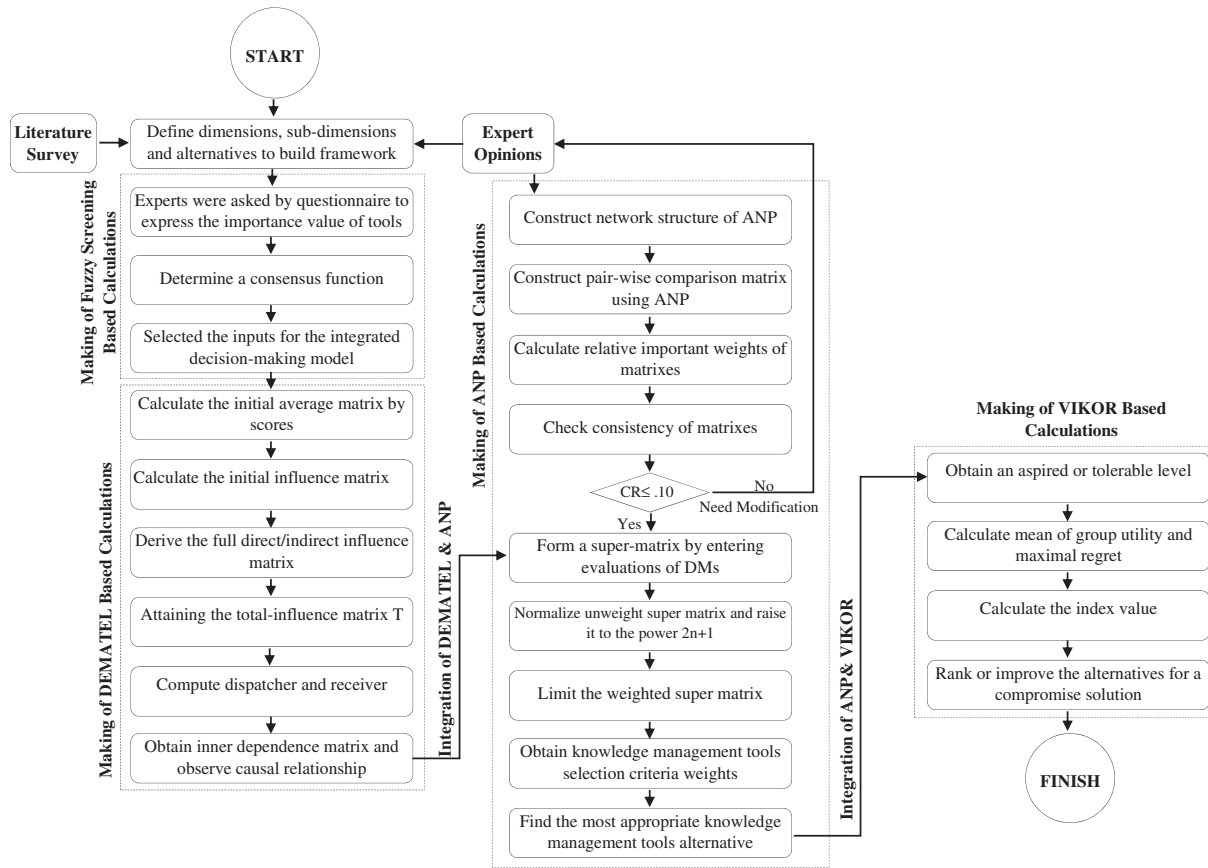 START
Literature
Survey
Define dimensions, sub-dimensions
and alternatives to build framework
Expert
Opinions
Making of Fuzzy Screening
Based Calculations
Experts were asked by questionnaire to
express the importance value of tools
Determine a consensus function
Selected the inputs for the integrated
decision-making model
Making of DEMATEL Based Calculations
Calculate the initial average matrix by
scores
Calculate the initial influence matrix
Derive the full direct/indirect influence
matrix
Attaining the total-influence matrix T
Compute dispatcher and receiver
Obtain inner dependence matrix and
observe causal relationship
Integration of DEMATEL & ANP
Making of ANP Based Calculations
Construct network structure of ANP
Construct pair-wise comparison matrix
using ANP
Calculate relative important weights of
matrixes
Check consistency of matrixes
CR≤ .10
No
Need Modification
Yes
Form a super-matrix by entering
evaluations of DMs
Normalize unweight super matrix and raise
it to the power 2n+1
Limit the weighted super matrix
Obtain knowledge management tools
selection criteria weights
Find the most appropriate knowledge
management tools alternative
Integration of ANP& VIKOR
Making of VIKOR Based
Calculations
Obtain an aspired or tolerable level
Calculate mean of group utility and
maximal regret
Calculate the index value
Rank or improve the alternatives for a
compromise solution
FINISH